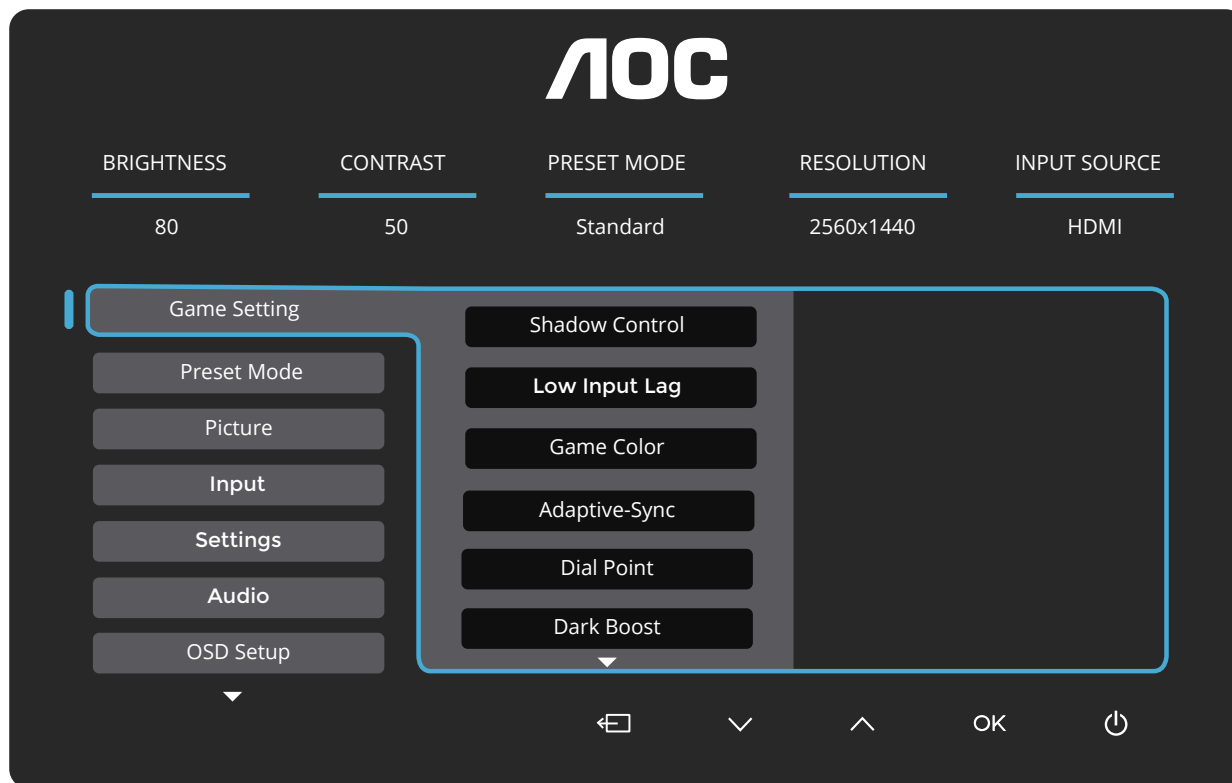 AOC
BRIGHTNESS CONTRAST PRESET MODE RESOLUTION INPUT SOURCE
80 50 Standard 2560x1440 HDMI
Game Setting
Preset Mode
Picture
Input
Settings
Audio
OSD Setup
Shadow Control
Low Input Lag
Game Color
Adaptive-Sync
Dial Point
Dark Boost
OK